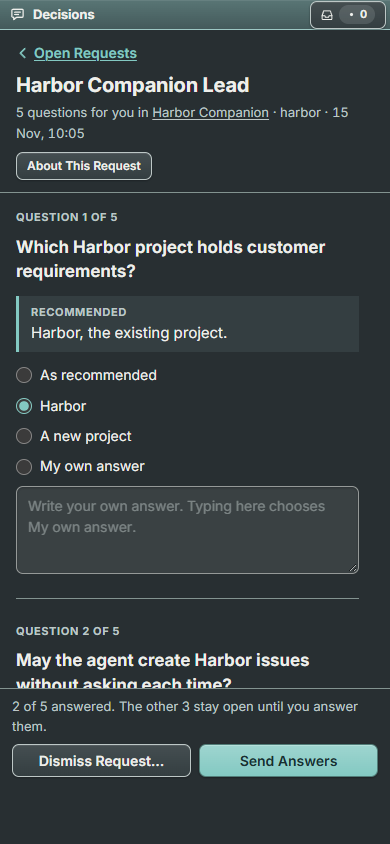 Decisions
• 0
Open Requests
Harbor Companion Lead
5 questions for you in Harbor Companion · harbor · 15
Nov, 10:05
About This Request
QUESTION 1 OF 5
Which Harbor project holds customer
requirements?
RECOMMENDED
Harbor, the existing project.
As recommended
Harbor
A new project
My own answer
Write your own answer. Typing here chooses
My own answer.
QUESTION 2 OF 5
May the agent create Harbor issues
without asking each time?
2 of 5 answered. The other 3 stay open until you answer
them.
Dismiss Request...
Send Answers